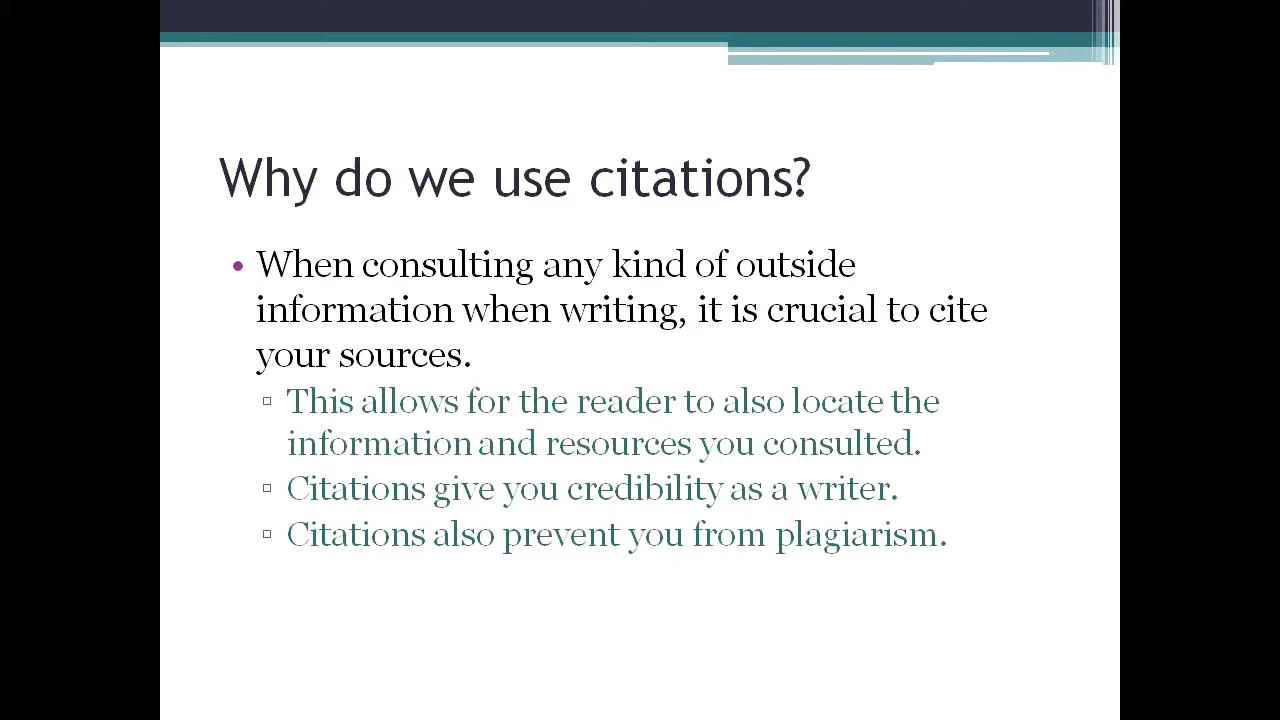 Why do we use citations?
• When consulting any kind of outside
information when writing, it is crucial to cite
your sources.
▫ This allows for the reader to also locate the
information and resources you consulted.
▫ Citations give you credibility as a writer.
▫ Citations also prevent you from plagiarism.